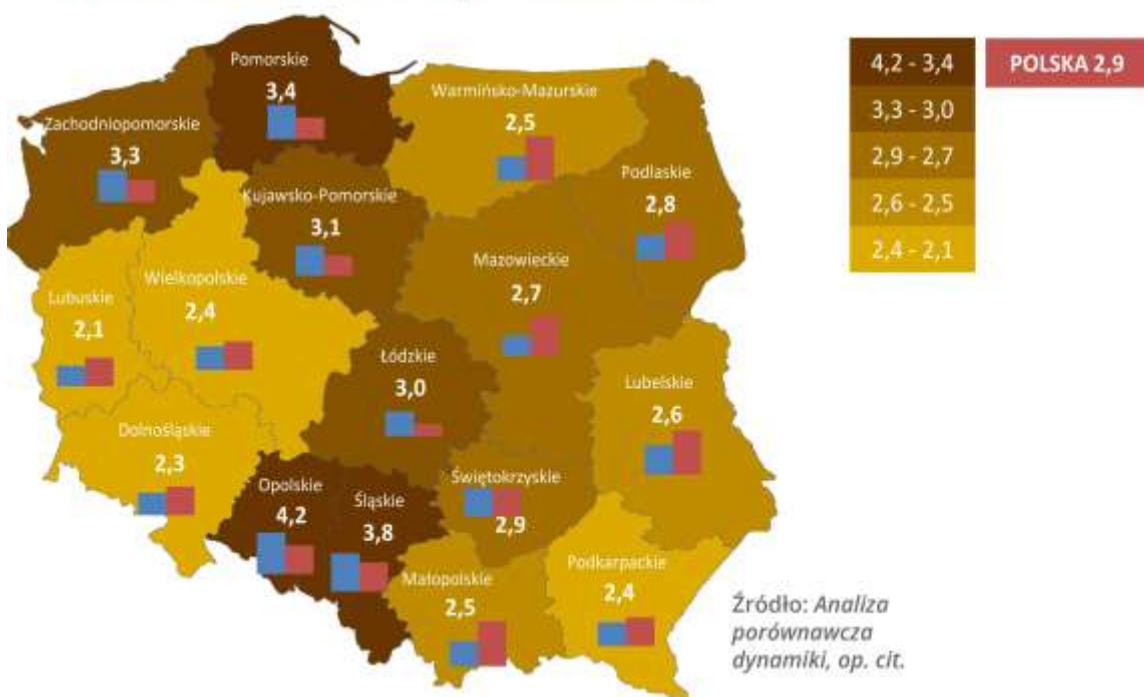 Pomorskie
3,4
Warmińsko-Mazurskie
2,5
Zachodniopomorskie
3,3
Podlaskie
2,8
Kujawsko-Pomorskie
3,1
Mazowieckie
2,7
Wielkopolskie
2,4
Lubuskie
2,1
Łódzkie
3,0
Lubelskie
2,6
Dolnośląskie
2,3
Opolskie
4,2
Śląskie
3,8
Świętokrzyskie
2,9
Małopolskie
2,5
Podkarpackie
2,4
4,2 - 3,4
3,3 - 3,0
2,9 - 2,7
2,6 - 2,5
2,4 - 2,1
POLSKA 2,9
Źródło: Analiza
porównawcza
dynamiki, op. cit.